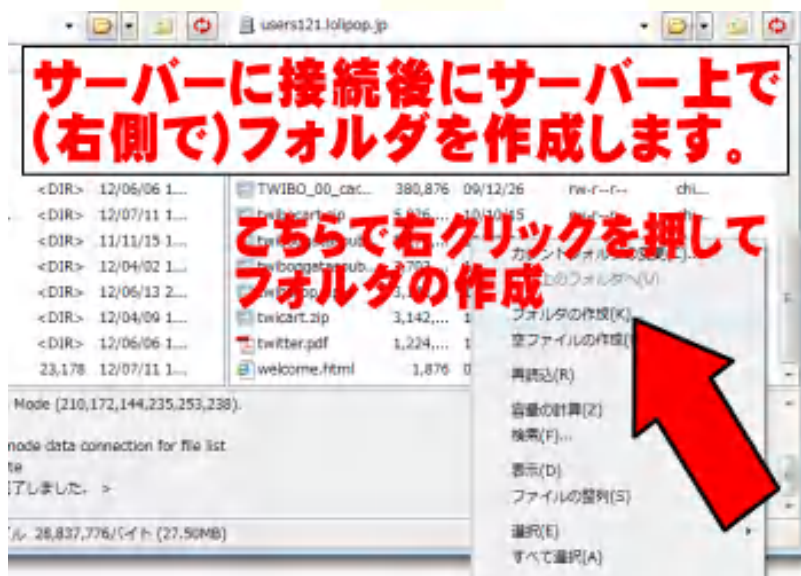 users121.lolipop.jp
サーバーに接続後にサーバー上で
(右側で)フォルダを作成します。
<DIR> 12/06/06 1... TWIBO_00_cac... 380,876 09/12/26 rw-r--r-- chi...
<DIR> 12/07/11 1...
<DIR> 11/11/15 1...
こちらで右クリックを押して
フォルダの作成
<DIR> 12/04/02 1...
<DIR> 12/06/13 2...
<DIR> 12/04/09 1... twicart.zip 3,142,...
<DIR> 12/06/06 1... twitter.pdf 1,224,...
23,178 12/07/11 1... welcome.html 1,876
フォルダの作成(K)
空ファイルの作成
再読込(R)
容量の計算(Z)
検索(F)...
表示(D)
ファイルの整列(S)
選択(E)
すべて選択(A)
Mode (210,172,144,235,253,238).
mode data connection for file list
了しました。 >
28,837,776バイト (27.50MB)